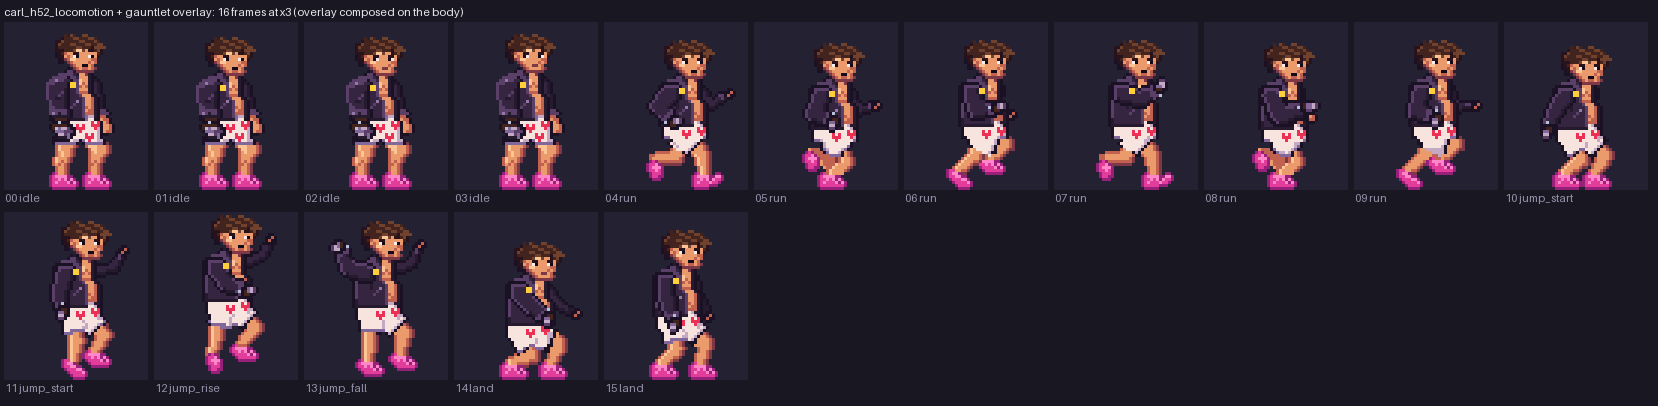 carl_h52_locomotion + gauntlet overlay: 16 frames at x3 (overlay composed on the body)
00 idle 01 idle 02 idle 03 idle 04 run 05 run 06 run 07 run 08 run 09 run 10 jump_start
11 jump_start 12 jump_rise 13 jump_fall 14 land 15 land